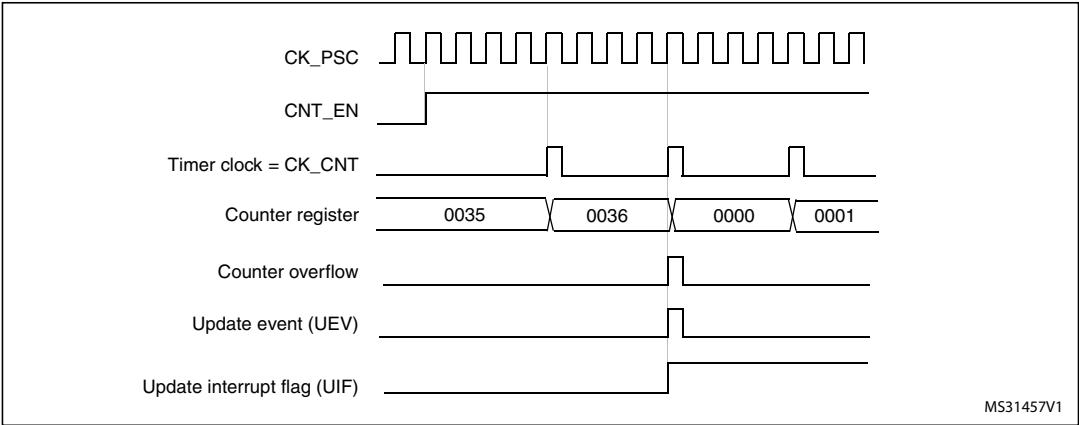 CK_PSC
CNT_EN
Timer clock = CK_CNT
Counter register 0035 0036 0000 0001
Counter overflow
Update event (UEV)
Update interrupt flag (UIF)
MS31457V1